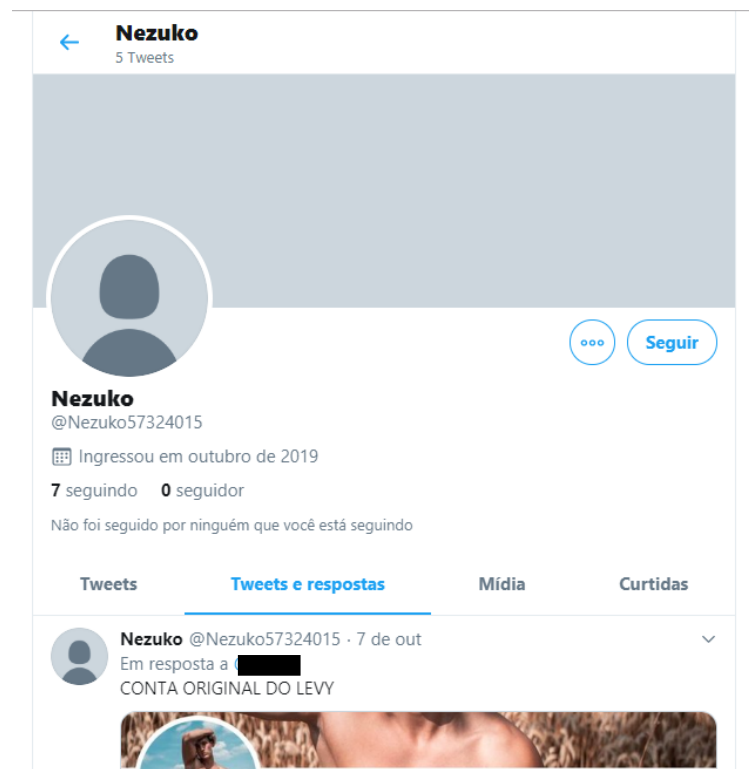 Nezuko
5 Tweets
Seguir
Nezuko
@Nezuko57324015
Ingressou em outubro de 2019
7 seguindo 0 seguidor
Não foi seguido por ninguém que você está seguindo
Tweets Tweets e respostas Mídia Curtidas
Nezuko @Nezuko57324015 · 7 de out
Em resposta a
CONTA ORIGINAL DO LEVY